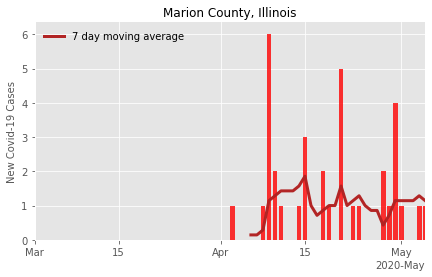 Marion County, Illinois
7 day moving average
New Covid-19 Cases
6
5
4
3
2
1
0
Mar
15
Apr
15
May
2020-May